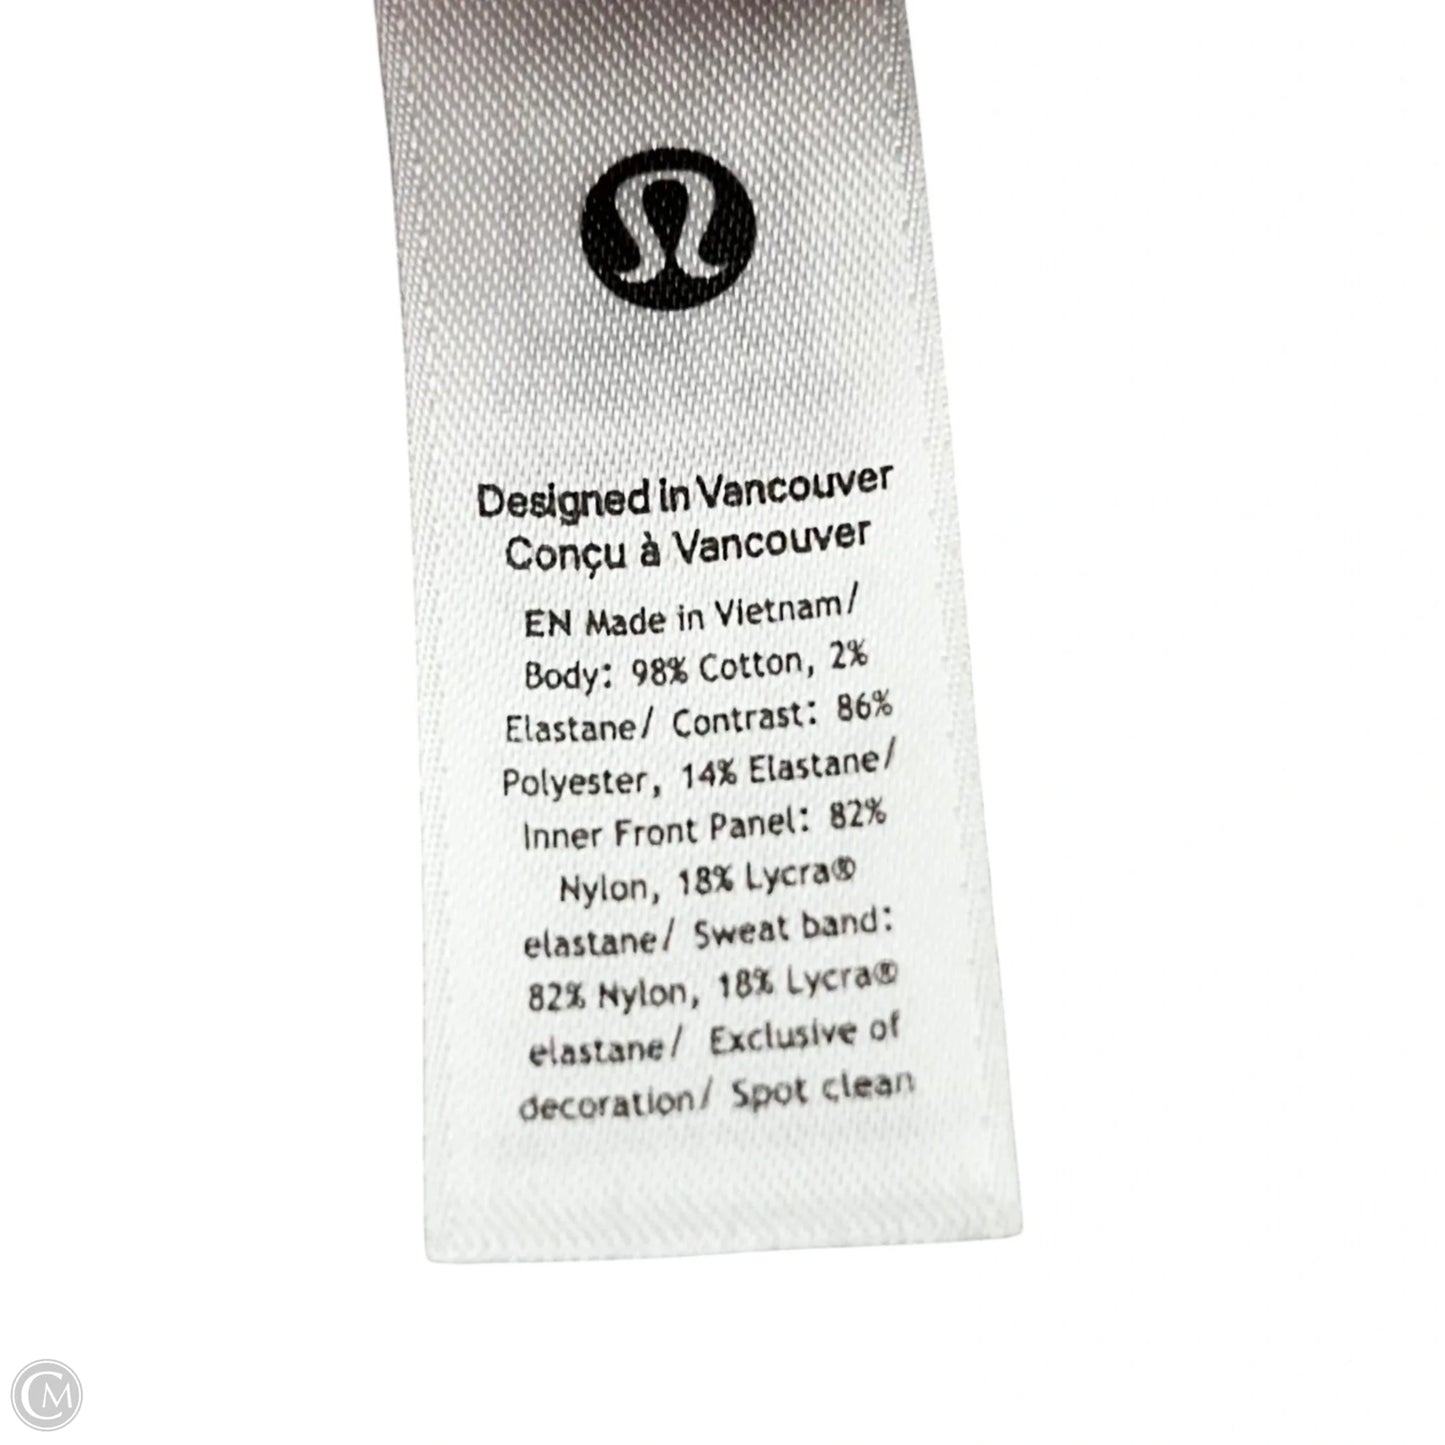 Designed in Vancouver
Conçu à Vancouver
EN Made in Vietnam/
Body: 98% Cotton, 2%
Elastane/ Contrast: 86%
Polyester, 14% Elastane/
Inner Front Panel: 82%
Nylon, 18% Lycra®
elastane/ Sweat band:
82% Nylon, 18% Lycra®
elastane/ Exclusive of
decoration/ Spot clean
CM